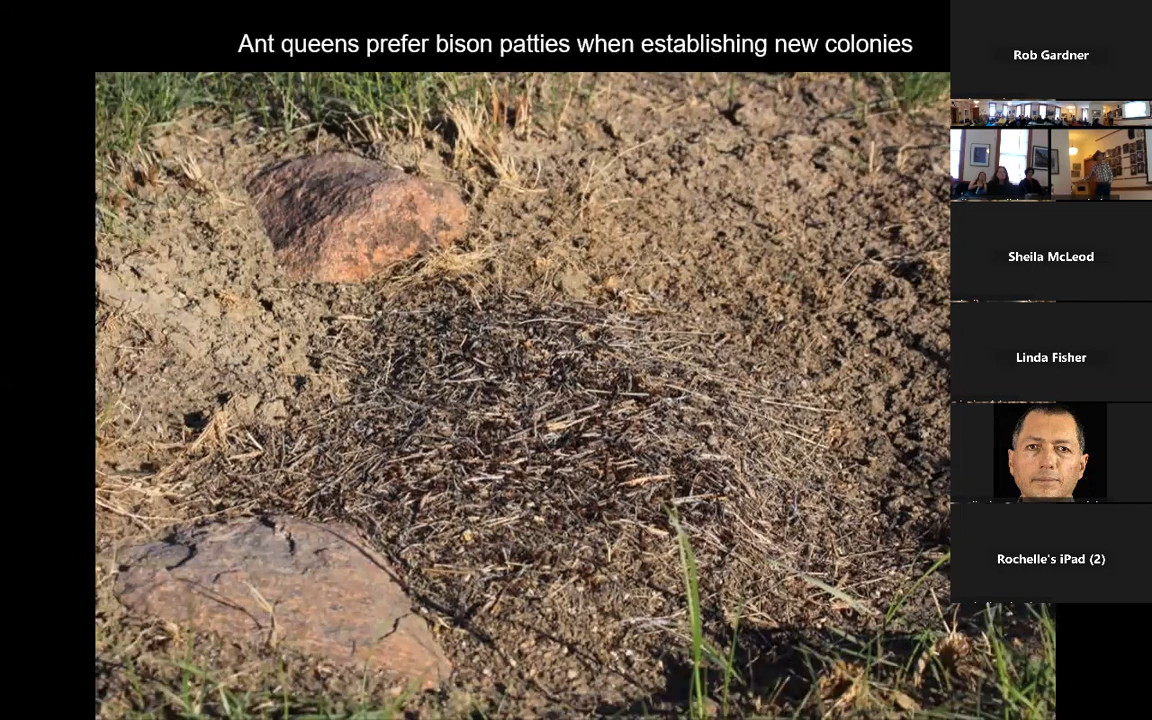 Ant queens prefer bison patties when establishing new colonies
Rob Gardner
Sheila McLeod
Linda Fisher
Rochelle's iPad (2)